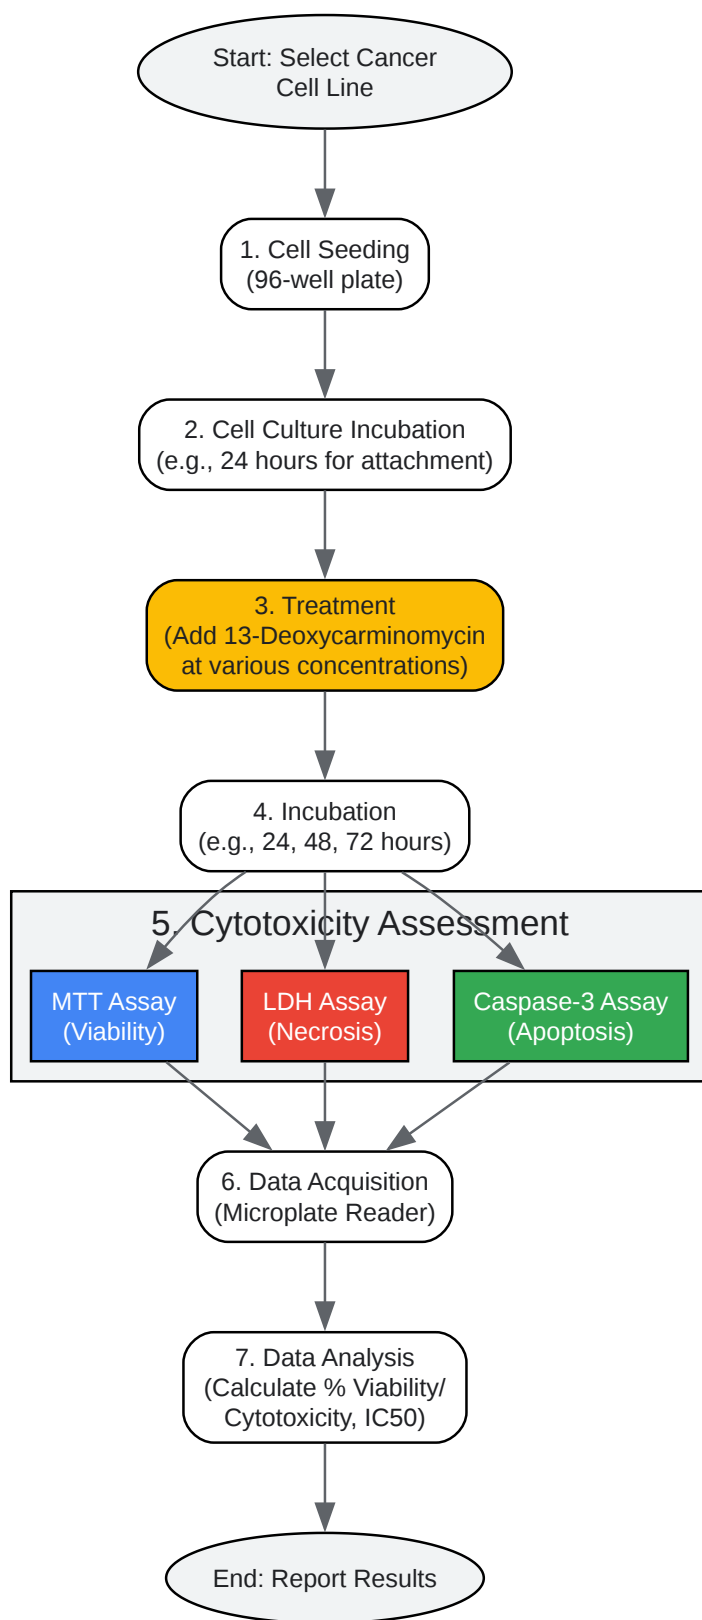 Start: Select Cancer
Cell Line
1. Cell Seeding
(96-well plate)
2. Cell Culture Incubation
(e.g., 24 hours for attachment)
3. Treatment
(Add 13-Deoxycarminomycin
at various concentrations)
4. Incubation
(e.g., 24, 48, 72 hours)
5. Cytotoxicity Assessment
MTT Assay
(Viability)
LDH Assay
(Necrosis)
Caspase-3 Assay
(Apoptosis)
6. Data Acquisition
(Microplate Reader)
7. Data Analysis
(Calculate % Viability/
Cytotoxicity, IC50)
End: Report Results